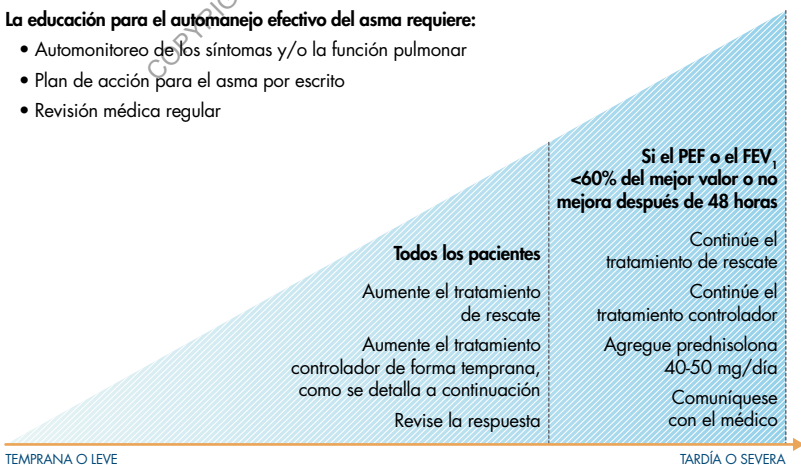 La educación para el automanejo efectivo del asma requiere:
• Automonitoreo de los síntomas y/o la función pulmonar
• Plan de acción para el asma por escrito
• Revisión médica regular
COPYRIG
Todos los pacientes
Aumente el tratamiento
de rescate
Aumente el tratamiento
controlador de forma temprana,
como se detalla a continuación
Revise la respuesta
Si el PEF o el FEV₁
<60% del mejor valor o no
mejora después de 48 horas
Continúe el
tratamiento de rescate
Continúe el
tratamiento controlador
Agregue prednisolona
40-50 mg/día
Comuníquese
con el médico
TEMPRANA O LEVE
TARDÍA O SEVERA